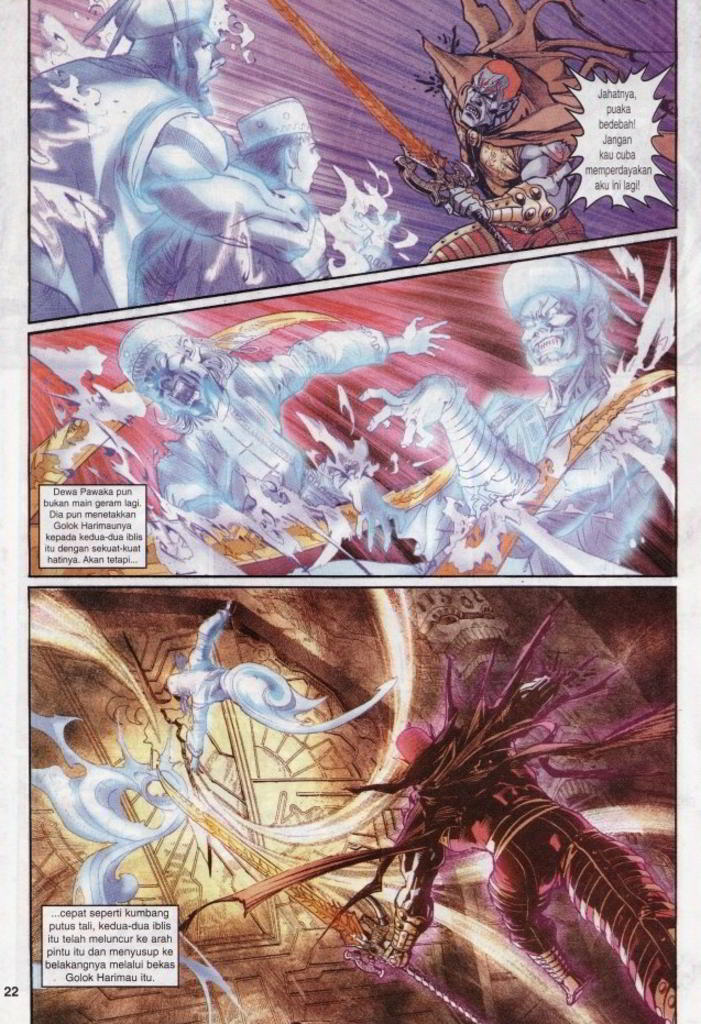 Jahatnya,
puaka
bedebah!
Jangan
kau cuba
memperdayakan
aku ini lagi!
Dewa Pawaka pun
bukan main geram lagi.
Dia pun menetakkan
Golok Harimaunya
kepada kedua-dua iblis
itu dengan sekuat-kuat
hatinya. Akan tetapi...
...cepat seperti kumbang
putus tali, kedua-dua iblis
itu telah meluncur ke arah
pintu itu dan menyusup ke
belakangnya melalui bekas
Golok Harimau itu.
22